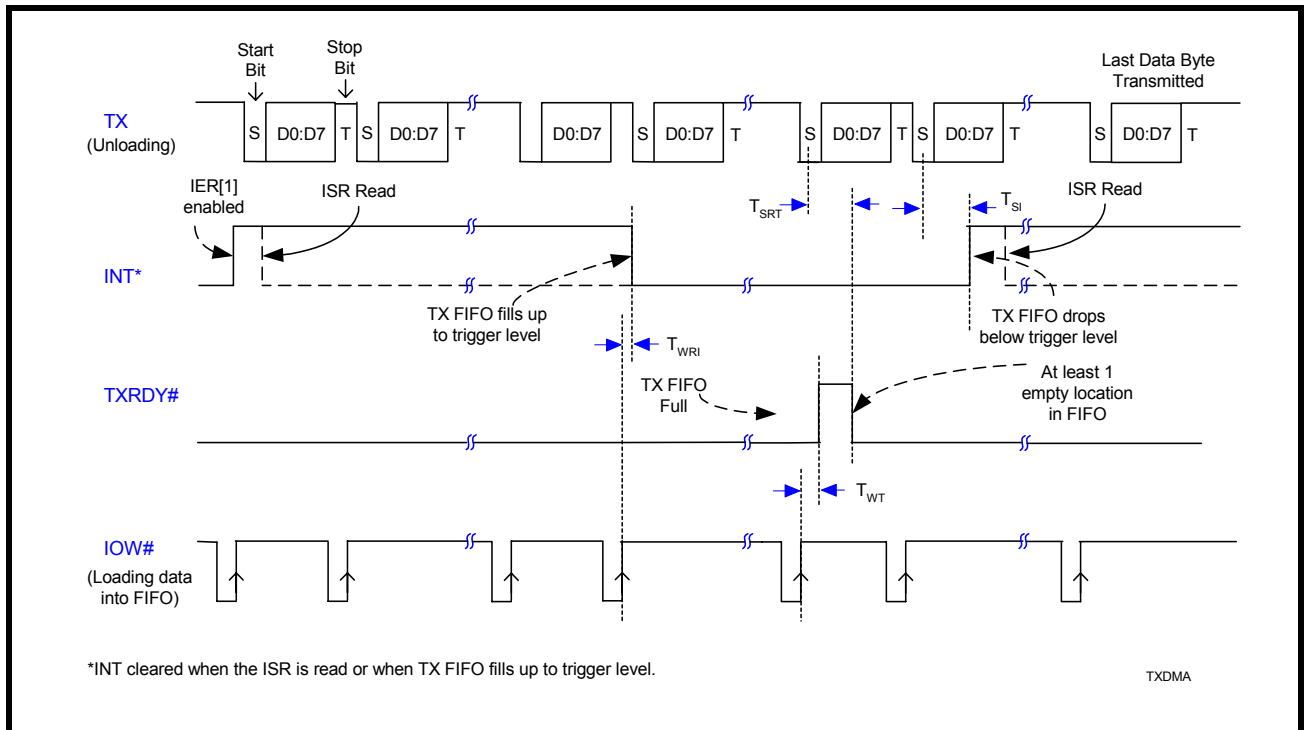 Start
Bit
Stop
Bit
Last Data Byte
Transmitted
TX
(Unloading)
S D0:D7 T S D0:D7 T D0:D7 S D0:D7 T S D0:D7 T S D0:D7 T S D0:D7 T
IER[1]
enabled
ISR Read
TSRT
TSI
ISR Read
INT*
TX FIFO fills up
to trigger level
TX FIFO drops
below trigger level
TWRI
TXRDY#
TX FIFO
Full
At least 1
empty location
in FIFO
TWT
IOW#
(Loading data
into FIFO)
*INT cleared when the ISR is read or when TX FIFO fills up to trigger level.
TXDMA